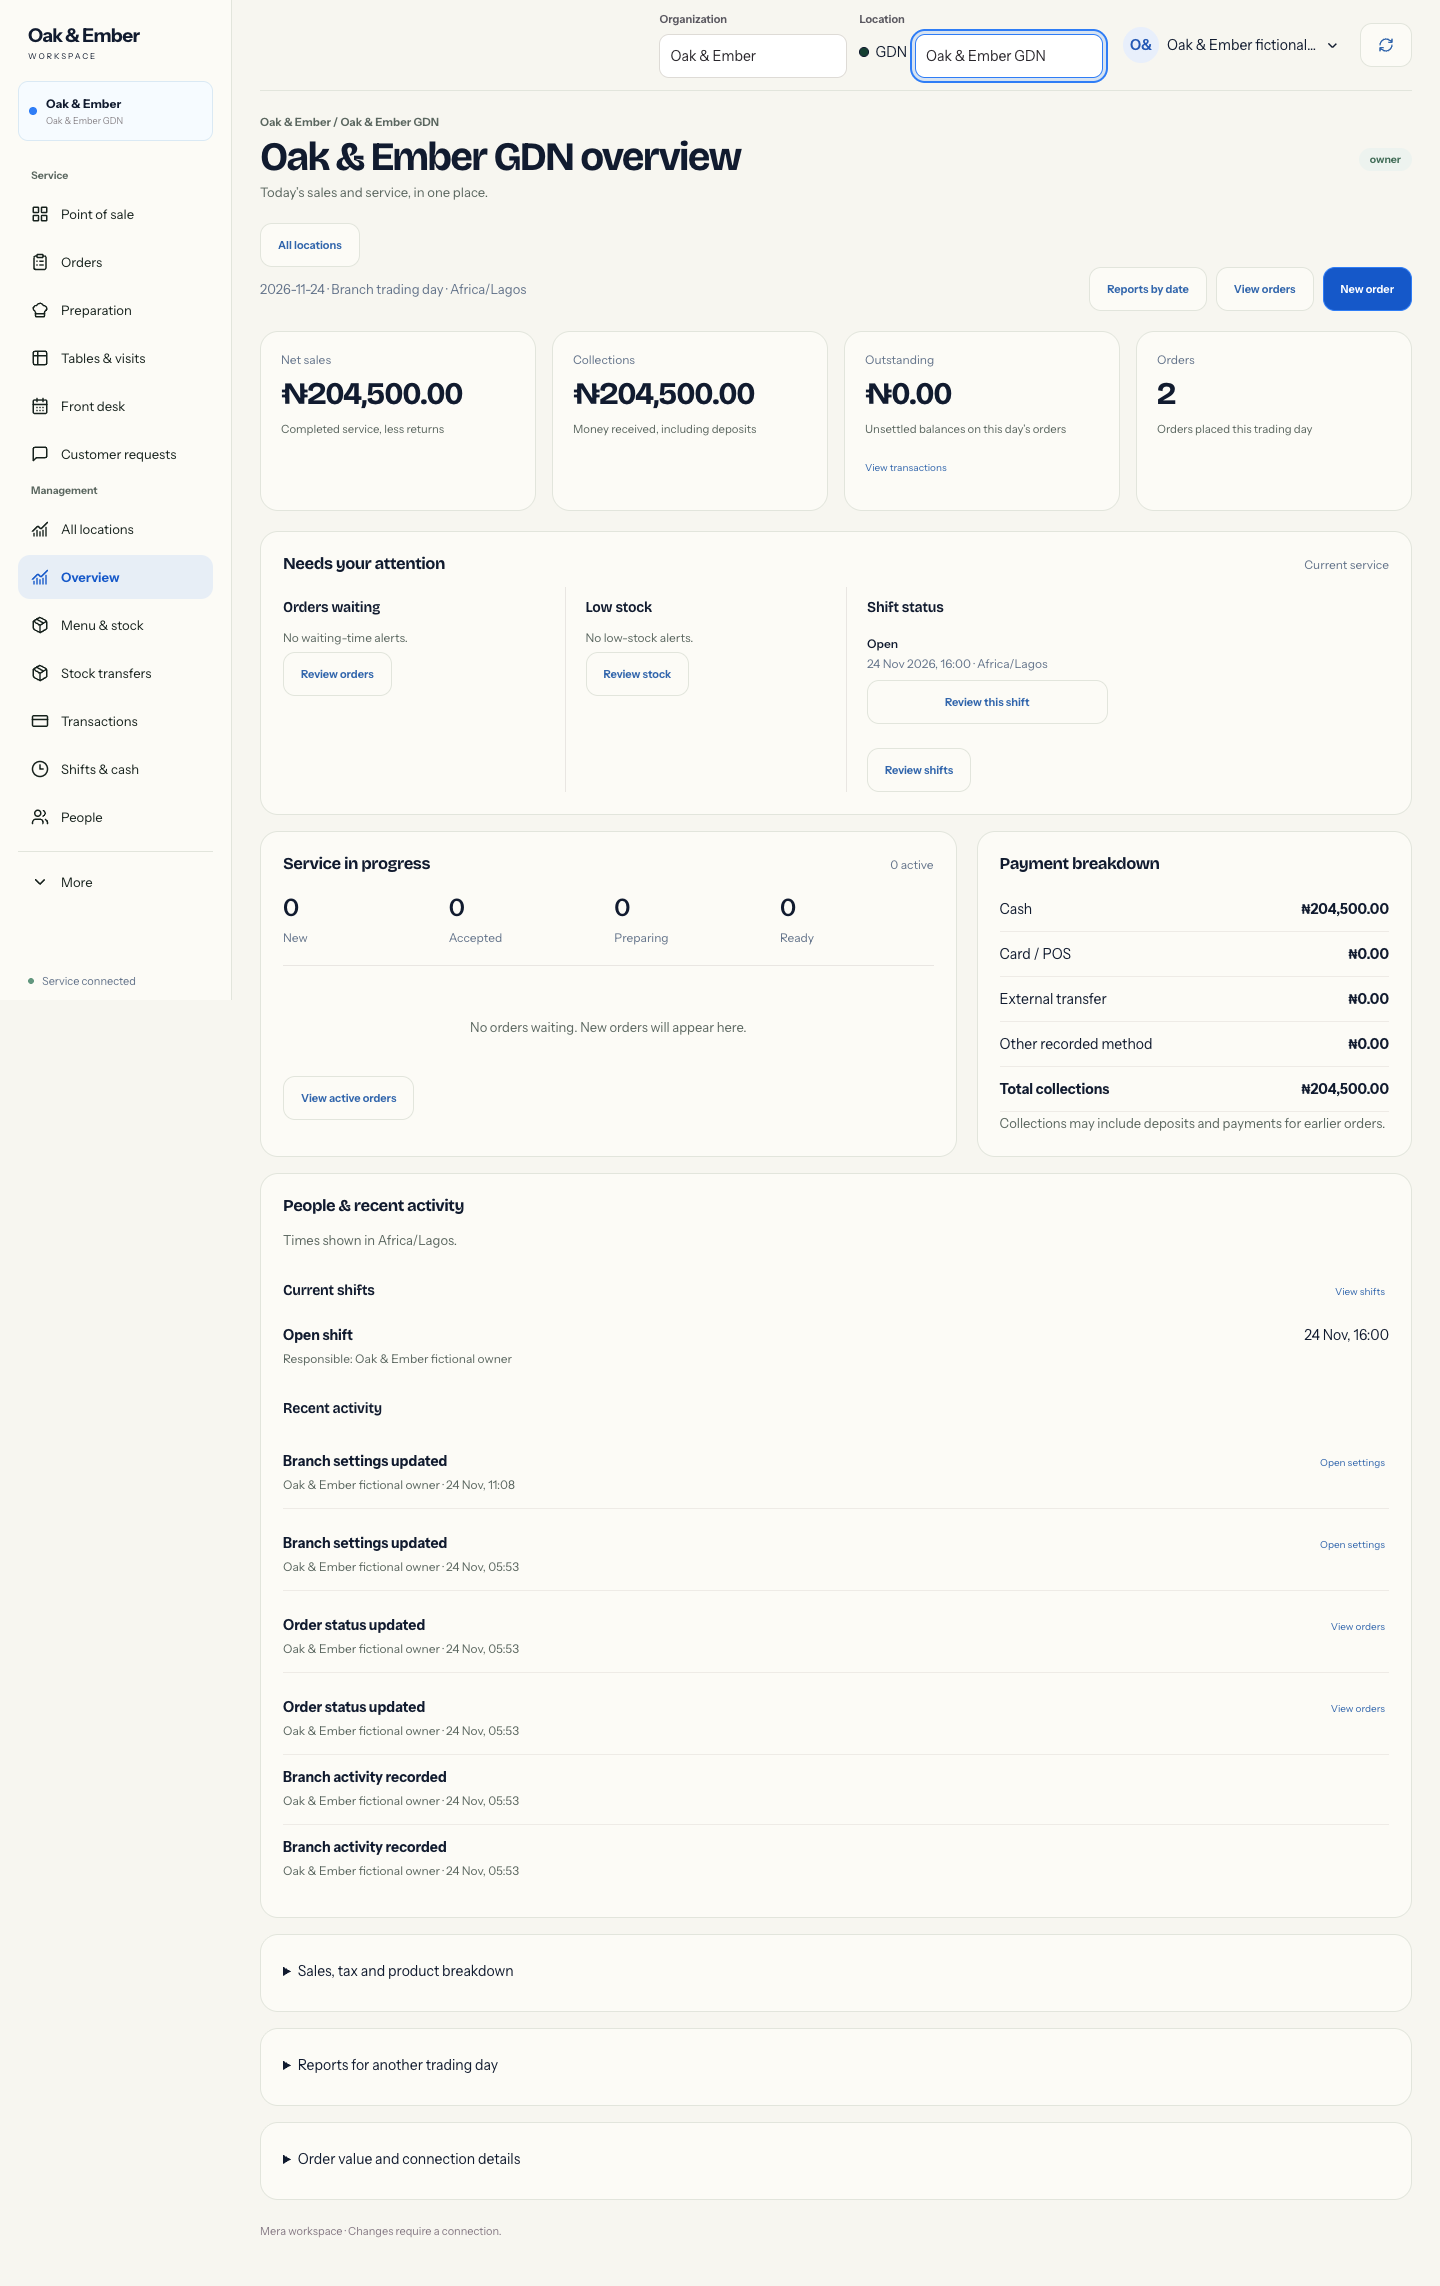 Oak & Ember
WORKSPACE
Oak & Ember
Oak & Ember GDN
Service
Point of sale
Orders
Preparation
Tables & visits
Front desk
Customer requests
Management
All locations
Overview
Menu & stock
Stock transfers
Transactions
Shifts & cash
People
More
Service connected
Organization
Oak & Ember
Location
GDN
Oak & Ember GDN
O&
Oak & Ember fictional...
Oak & Ember / Oak & Ember GDN
Oak & Ember GDN overview
owner
Today's sales and service, in one place.
All locations
2026-11-24 · Branch trading day · Africa/Lagos
Reports by date
View orders
New order
Net sales
₦204,500.00
Completed service, less returns
Collections
₦204,500.00
Money received, including deposits
Outstanding
₦0.00
Unsettled balances on this day's orders
View transactions
Orders
2
Orders placed this trading day
Needs your attention
Current service
Orders waiting
No waiting-time alerts.
Review orders
Low stock
No low-stock alerts.
Review stock
Shift status
Open
24 Nov 2026, 16:00 · Africa/Lagos
Review this shift
Review shifts
Service in progress
0 active
0
New
0
Accepted
0
Preparing
0
Ready
No orders waiting. New orders will appear here.
View active orders
Payment breakdown
Cash ₦204,500.00
Card / POS ₦0.00
External transfer ₦0.00
Other recorded method ₦0.00
Total collections ₦204,500.00
Collections may include deposits and payments for earlier orders.
People & recent activity
Times shown in Africa/Lagos.
Current shifts
View shifts
Open shift
24 Nov, 16:00
Responsible: Oak & Ember fictional owner
Recent activity
Branch settings updated
Open settings
Oak & Ember fictional owner · 24 Nov, 11:08
Branch settings updated
Open settings
Oak & Ember fictional owner · 24 Nov, 05:53
Order status updated
View orders
Oak & Ember fictional owner · 24 Nov, 05:53
Order status updated
View orders
Oak & Ember fictional owner · 24 Nov, 05:53
Branch activity recorded
Oak & Ember fictional owner · 24 Nov, 05:53
Branch activity recorded
Oak & Ember fictional owner · 24 Nov, 05:53
Sales, tax and product breakdown
Reports for another trading day
Order value and connection details
Mera workspace · Changes require a connection.